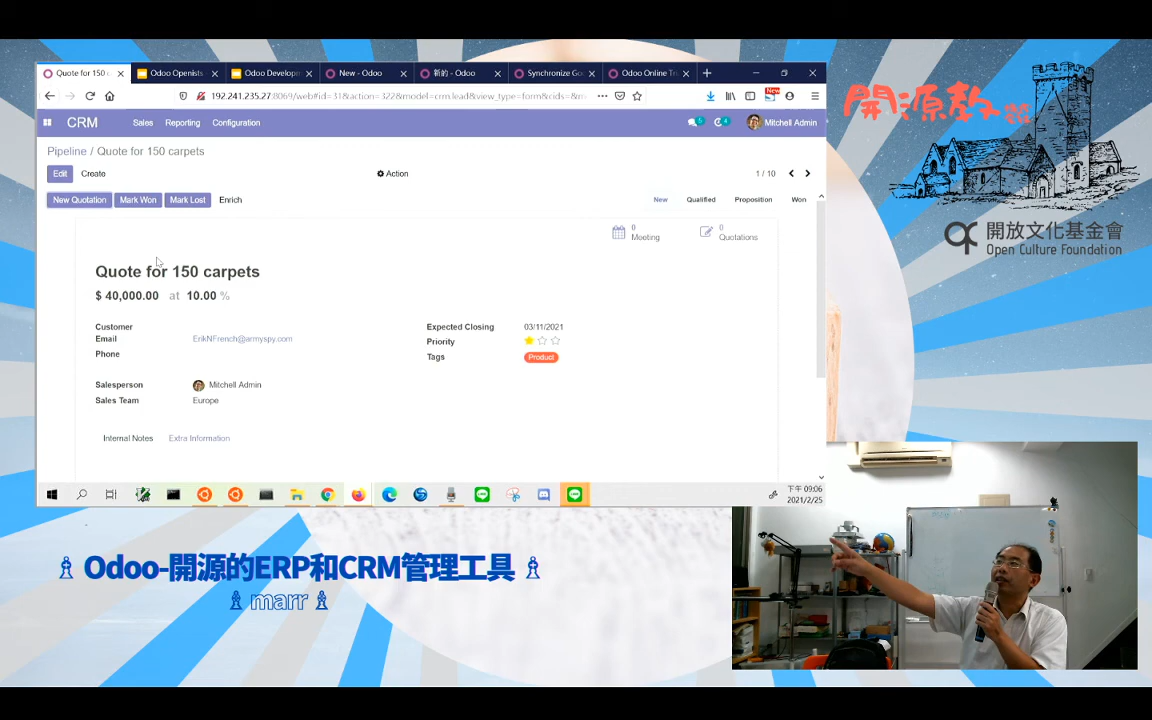 Quote for 150 c
Odoo Openists
Odoo Develop
New - Odoo
新的 - Odoo
Synchronize Go
Odoo Online Tr
192.241.235.27:8069/web#id=31&action=322&model=crm.lead&view_type=form&cids=&m
New
CRM
Sales
Reporting
Configuration
5
4
Mitchell Admin
Pipeline / Quote for 150 carpets
Edit
Create
Action
1 / 10
New Quotation
Mark Won
Mark Lost
Enrich
New
Qualified
Proposition
Won
0
Meeting
0
Quotations
Quote for 150 carpets
$ 40,000.00 at 10.00 %
Customer
Email
ErikNFrench@armyspy.com
Phone
Expected Closing
03/11/2021
Priority
Tags
Product
Salesperson
Mitchell Admin
Sales Team
Europe
Internal Notes
Extra Information
下午 09:06
2021/2/25
開源教
開放文化基金會
Open Culture Foundation
Odoo-開源的ERP和CRM管理工具
marr